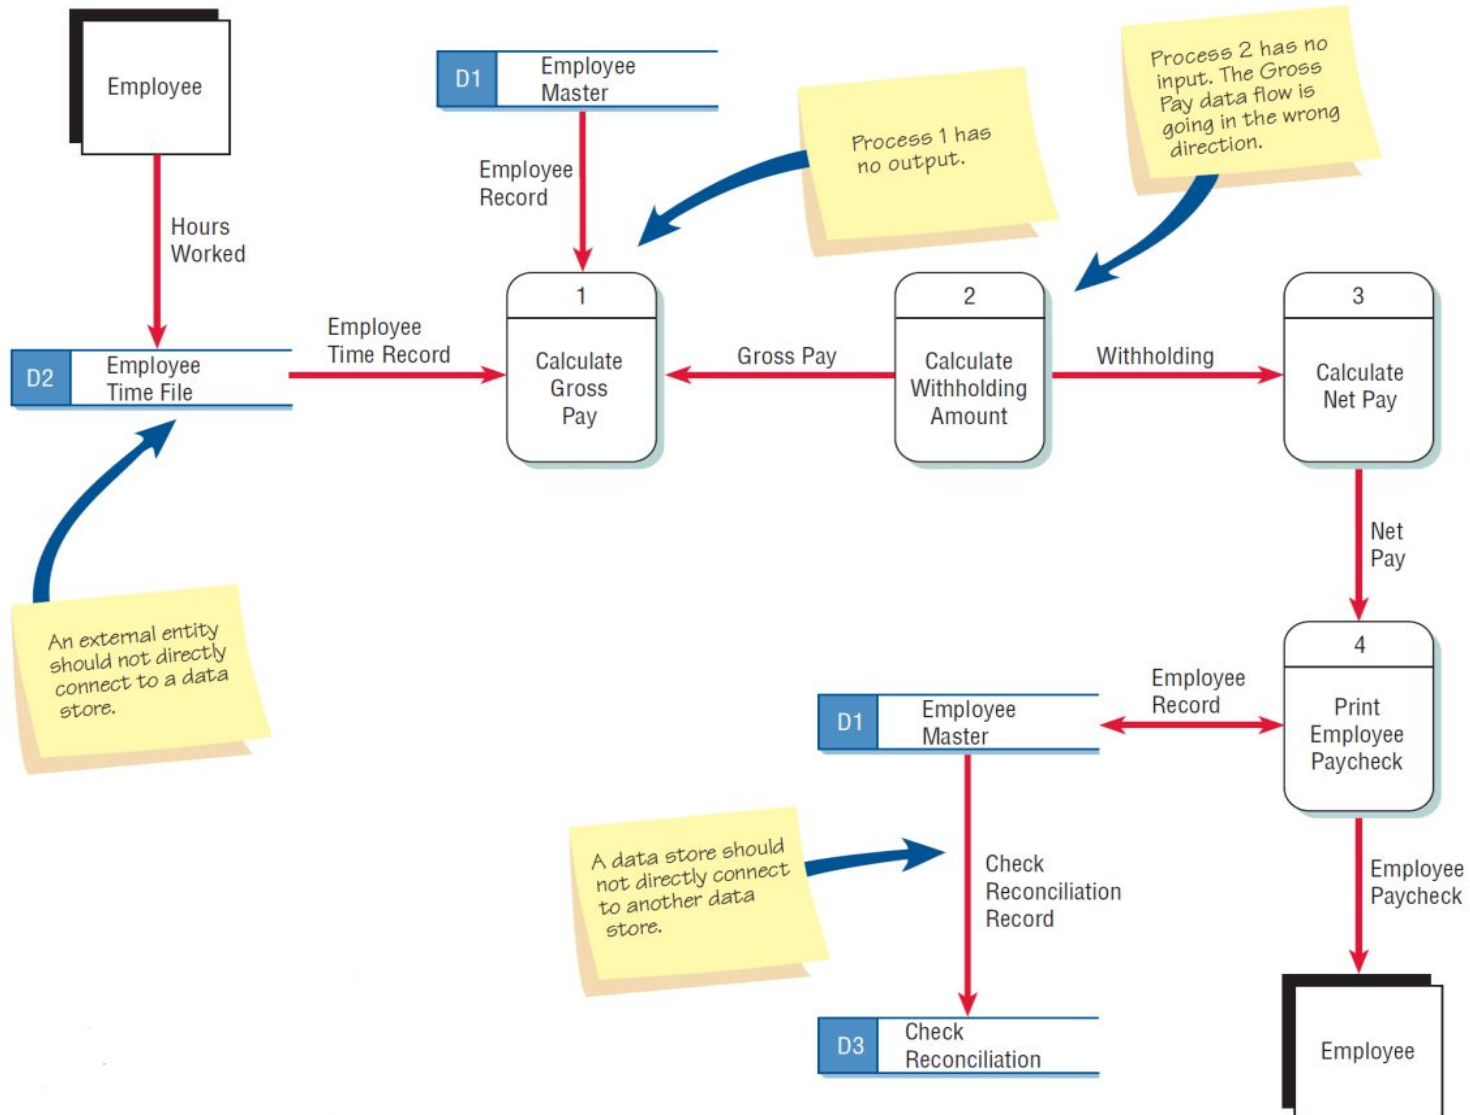 Employee
D1
Employee
Master
Process 1 has
no output.
Process 2 has no
input. The Gross
Pay data flow is
going in the wrong
direction.
Hours
Worked
Employee
Record
D2
Employee
Time File
Employee
Time Record
1
Calculate
Gross
Pay
Gross Pay
2
Calculate
Withholding
Amount
Withholding
3
Calculate
Net Pay
An external entity
should not directly
connect to a data
store.
Net
Pay
4
Print
Employee
Paycheck
Employee
Record
D1
Employee
Master
A data store should
not directly connect
to another data
store.
Check
Reconciliation
Record
Employee
Paycheck
D3
Check
Reconciliation
Employee